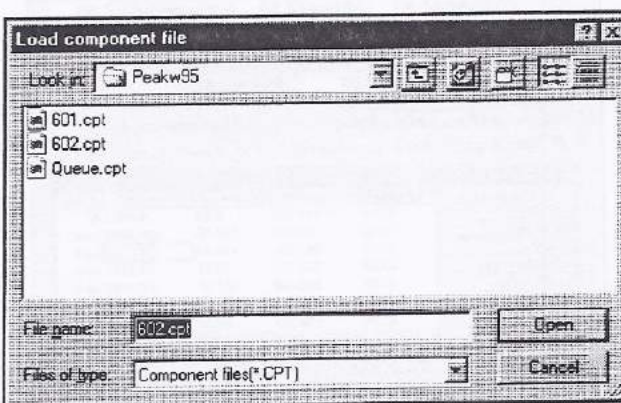 Load component file
Look in: Peakw95
601.cpt
602.cpt
Queue.cpt
File name: 602.cpt
Open
Files of type: Component files(*.CPT)
Cancel